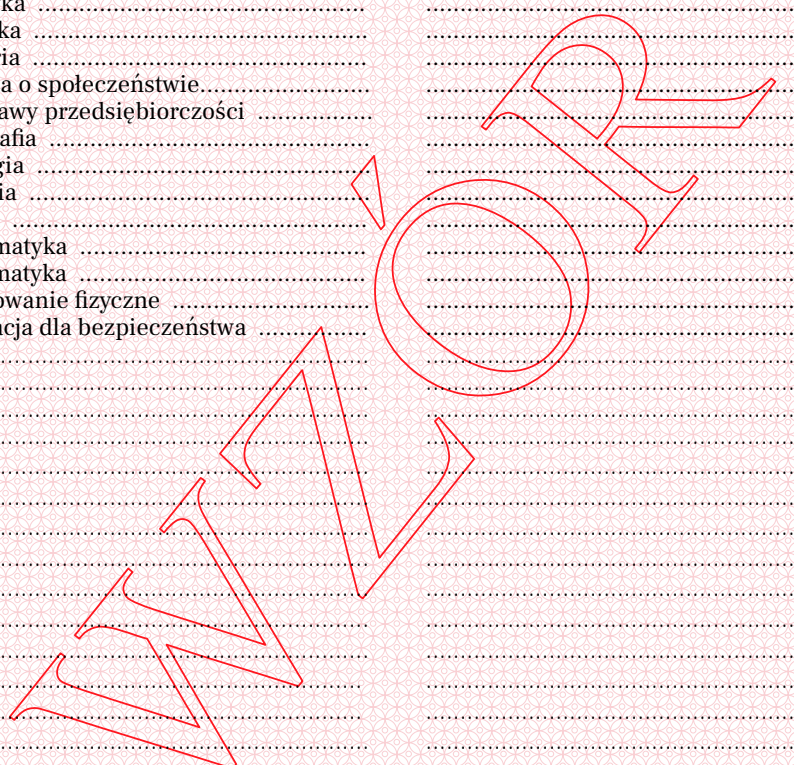 ka ........................................................
ka ........................................................
ria ........................................................
a o społeczeństwie............................
awy przedsiębiorczości ...................
afia ........................................................
gia ........................................................
ia ........................................................
........................................................
matyka ................................................
matyka ................................................
owanie fizyczne ................................
cja dla bezpieczeństwa ..................
WZÓR